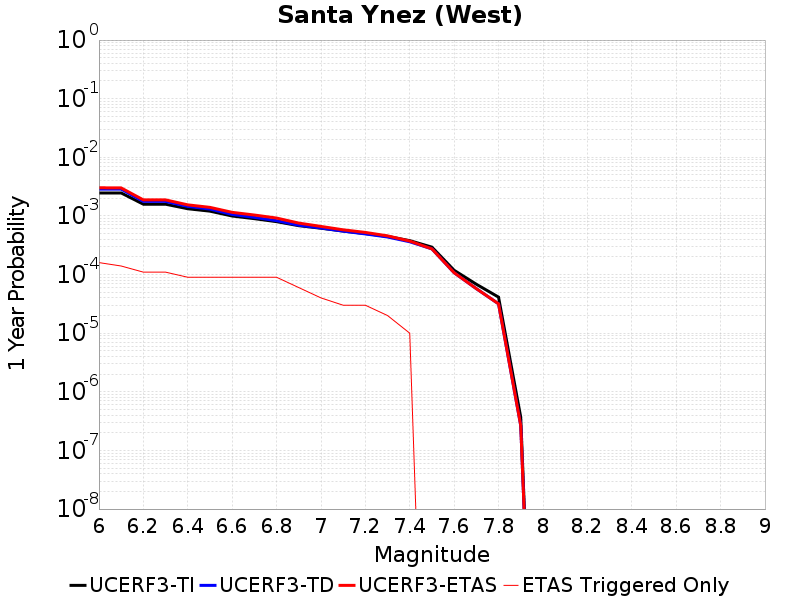 Santa Ynez (West)
10^0
10^-1
10^-2
10^-3
10^-4
10^-5
10^-6
10^-7
10^-8
1 Year Probability
6 6.2 6.4 6.6 6.8 7 7.2 7.4 7.6 7.8 8 8.2 8.4 8.6 8.8 9
Magnitude
UCERF3-TI UCERF3-TD UCERF3-ETAS ETAS Triggered Only